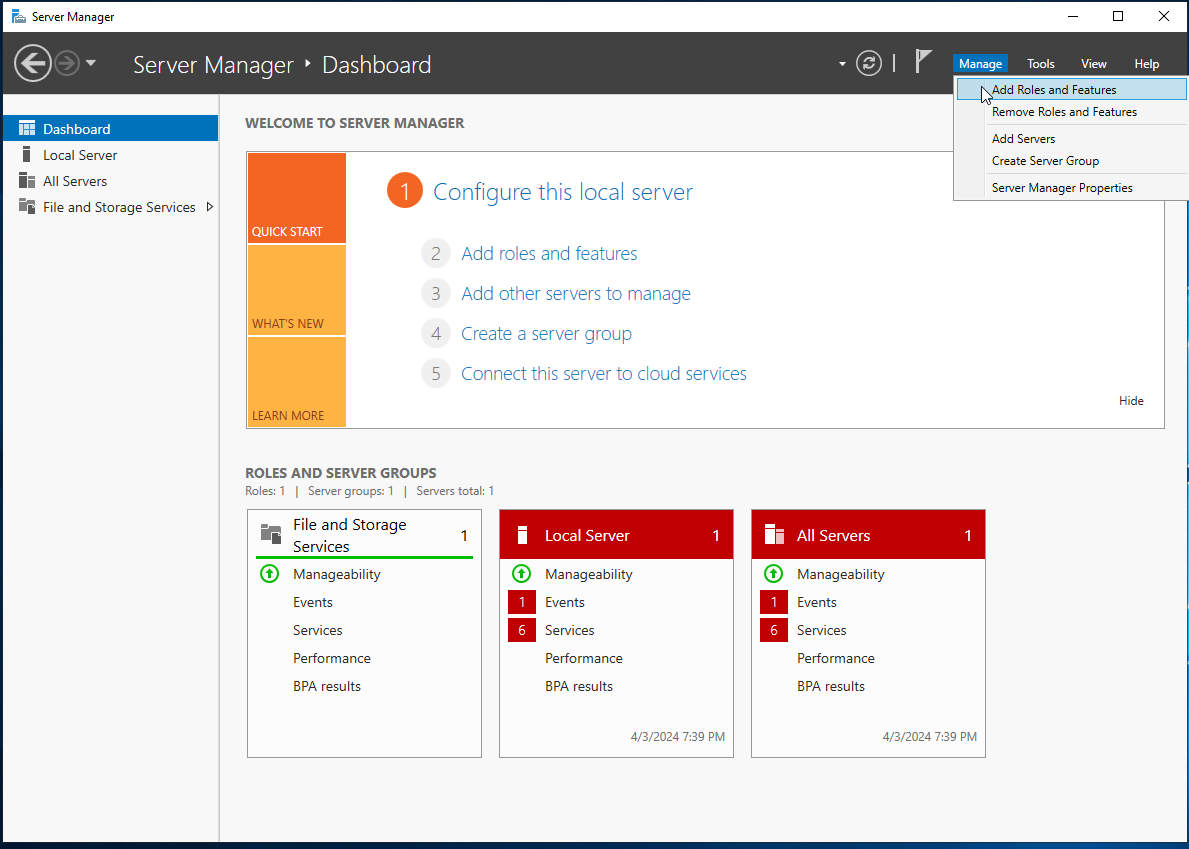 Server Manager
Server Manager ‣ Dashboard
Manage Tools View Help
Add Roles and Features
Remove Roles and Features
Add Servers
Create Server Group
Server Manager Properties
Dashboard
Local Server
All Servers
File and Storage Services
WELCOME TO SERVER MANAGER
QUICK START
WHAT'S NEW
LEARN MORE
1 Configure this local server
2 Add roles and features
3 Add other servers to manage
4 Create a server group
5 Connect this server to cloud services
Hide
ROLES AND SERVER GROUPS
Roles: 1 | Server groups: 1 | Servers total: 1
File and Storage
Services 1
Manageability
Events
Services
Performance
BPA results
Local Server 1
Manageability
1 Events
6 Services
Performance
BPA results
4/3/2024 7:39 PM
All Servers 1
Manageability
1 Events
6 Services
Performance
BPA results
4/3/2024 7:39 PM